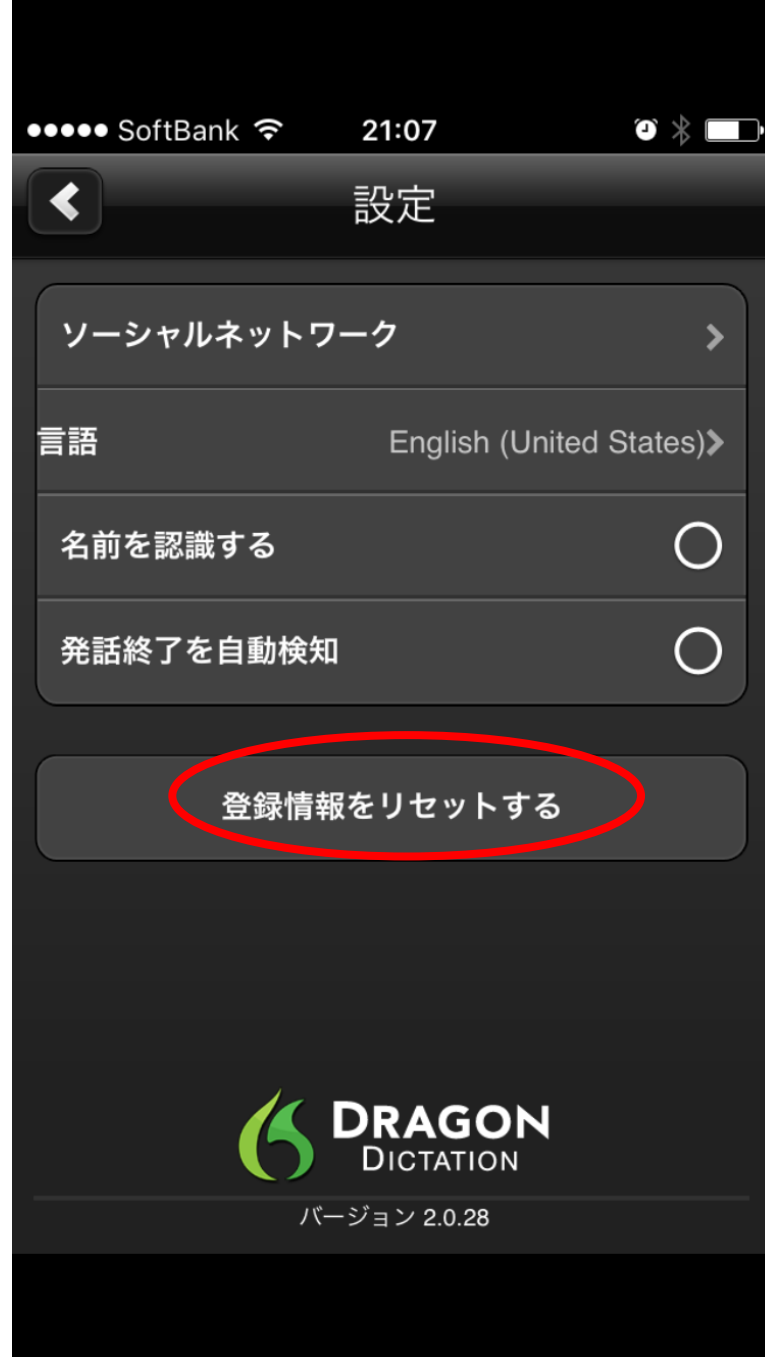 SoftBank 21:07
設定
ソーシャルネットワーク
言語 English (United States)
名前を認識する
発話終了を自動検知
登録情報をリセットする
DRAGON
DICTATION
バージョン 2.0.28